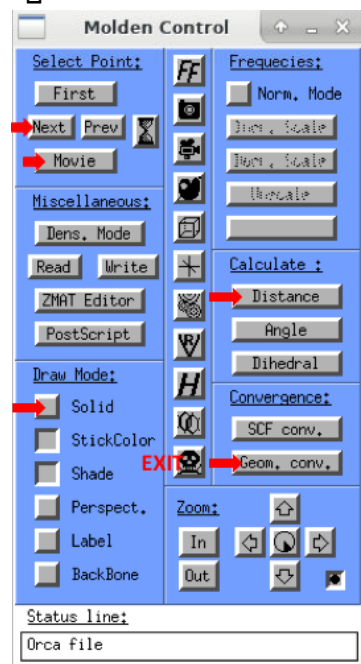 Molden Control
Select Point:
First
Next Prev
Movie
Miscellaneous:
Dens. Mode
Read Write
ZMAT Editor
PostScript
Draw Mode:
Solid
StickColor
Shade
Perspect.
Label
BackBone
FF
VR
H
EXIT
Frequecies:
Norm. Mode
Calculate :
Distance
Angle
Dihedral
Convergence:
SCF conv.
Geom. conv.
Zoom:
In
Out
Status line:
Orca file